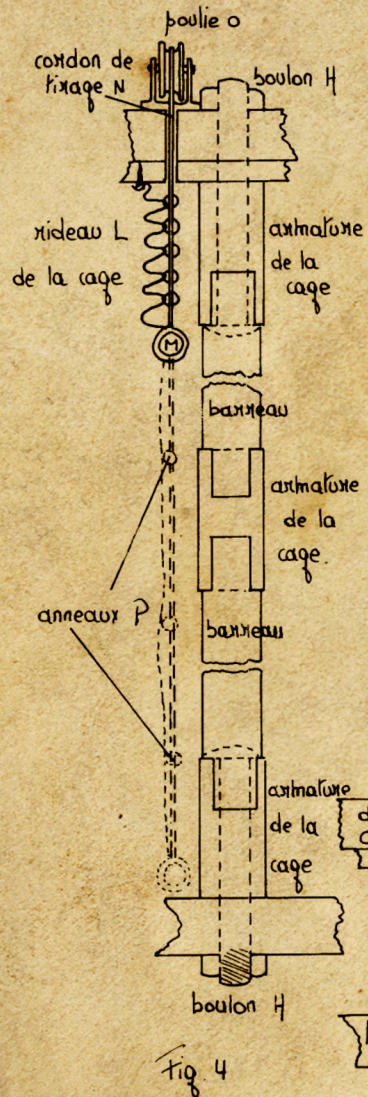 poulie O
cordon de
tirage N
boulon H
rideau L
de la cage
armature
de la
cage
M
barreau
armature
de la
cage
anneaux P
barreau
armature
de la
cage
boulon H
Fig 4